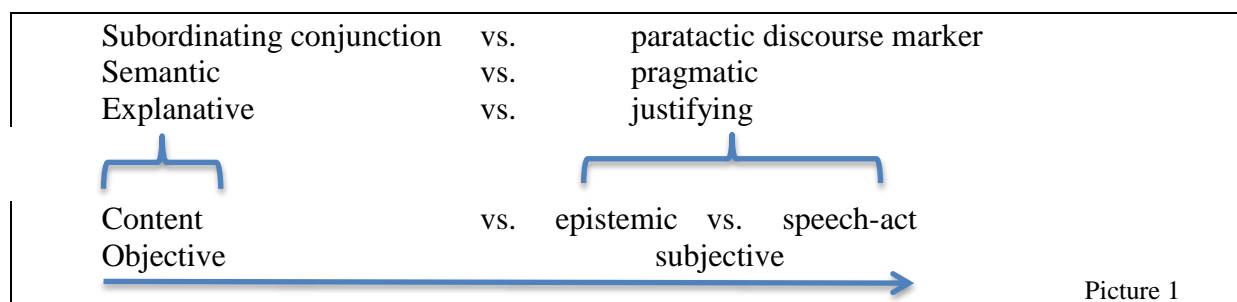 Subordinating conjunction vs. paratactic discourse marker
Semantic vs. pragmatic
Explanative vs. justifying
Content vs. epistemic vs. speech-act
Objective subjective
Picture 1